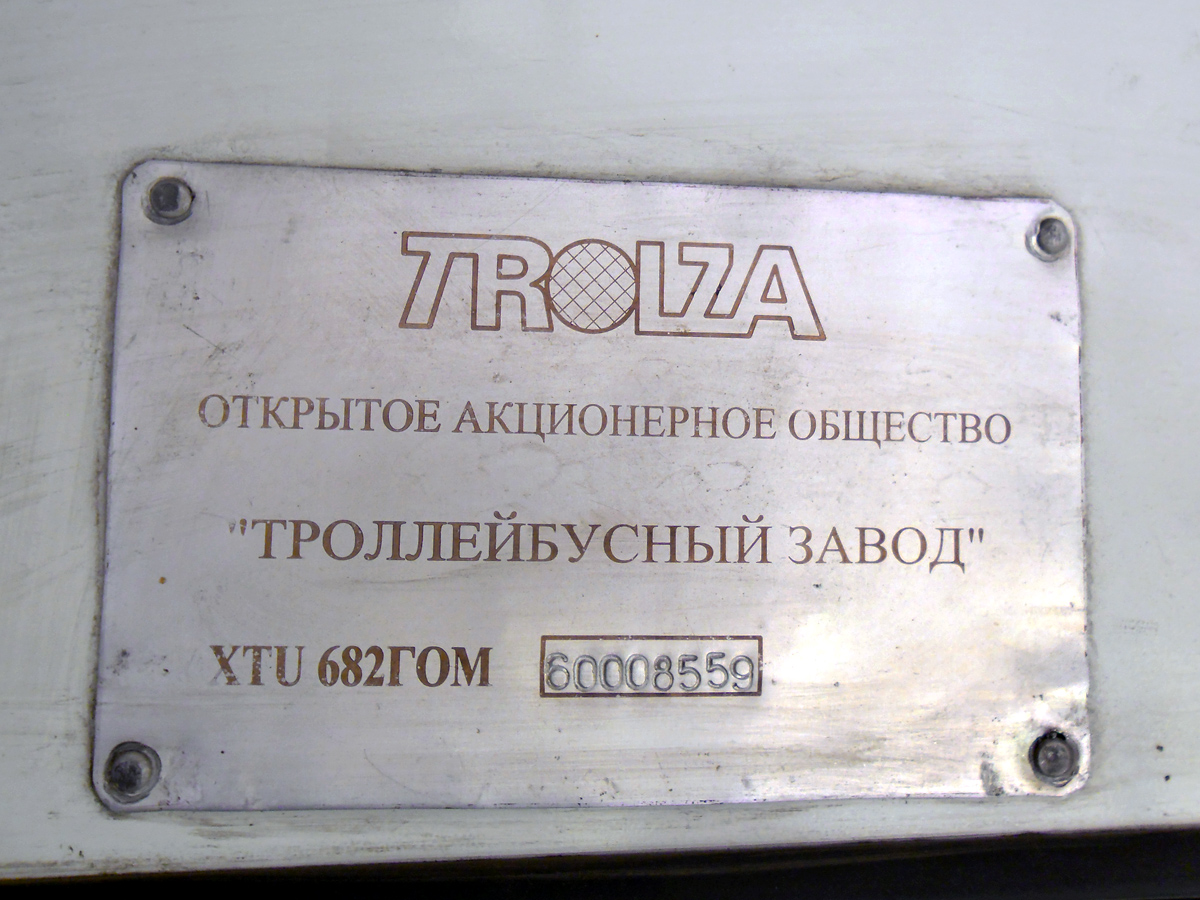 TROLZA
ОТКРЫТОЕ АКЦИОНЕРНОЕ ОБЩЕСТВО
"ТРОЛЛЕЙБУСНЫЙ ЗАВОД"
XTU 682ГОМ 60008559